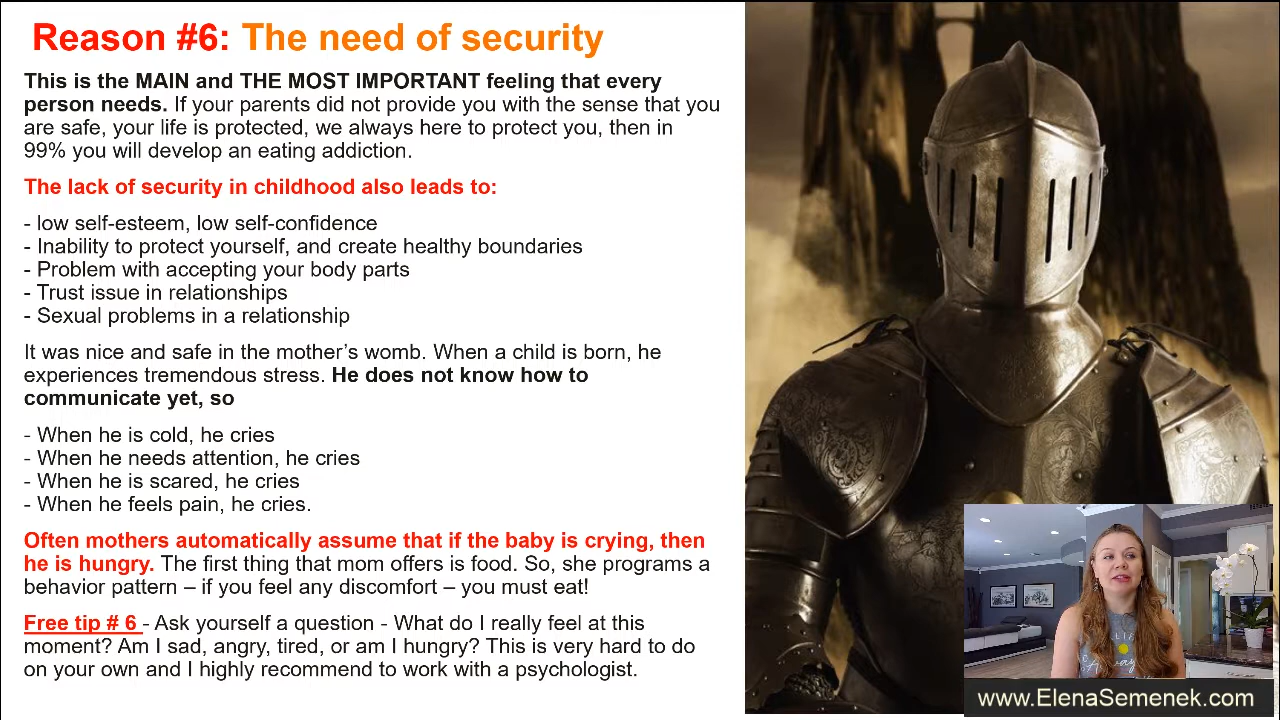 Reason #6: The need of security
This is the MAIN and THE MOST IMPORTANT feeling that every
person needs. If your parents did not provide you with the sense that you
are safe, your life is protected, we always here to protect you, then in
99% you will develop an eating addiction.
The lack of security in childhood also leads to:
- low self-esteem, low self-confidence
- Inability to protect yourself, and create healthy boundaries
- Problem with accepting your body parts
- Trust issue in relationships
- Sexual problems in a relationship
It was nice and safe in the mother’s womb. When a child is born, he
experiences tremendous stress. He does not know how to
communicate yet, so
- When he is cold, he cries
- When he needs attention, he cries
- When he is scared, he cries
- When he feels pain, he cries.
Often mothers automatically assume that if the baby is crying, then
he is hungry. The first thing that mom offers is food. So, she programs a
behavior pattern – if you feel any discomfort – you must eat!
Free tip # 6 - Ask yourself a question - What do I really feel at this
moment? Am I sad, angry, tired, or am I hungry? This is very hard to do
on your own and I highly recommend to work with a psychologist.
www.ElenaSemenek.com